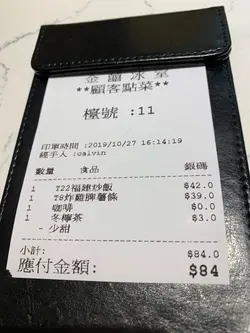 金爵冰室
**顧客點菜**
檯號 :11
印單時間 :2019/10/27 16:14:19
經手人 :calvin
數量 食品 銀碼
1 T22福建炒飯 $42.0
1 T8炸雞脾薯條 $39.0
1 咖啡 $0.0
1 冬檸茶 $3.0
- 少甜
小計: $84.0
應付金額: $84